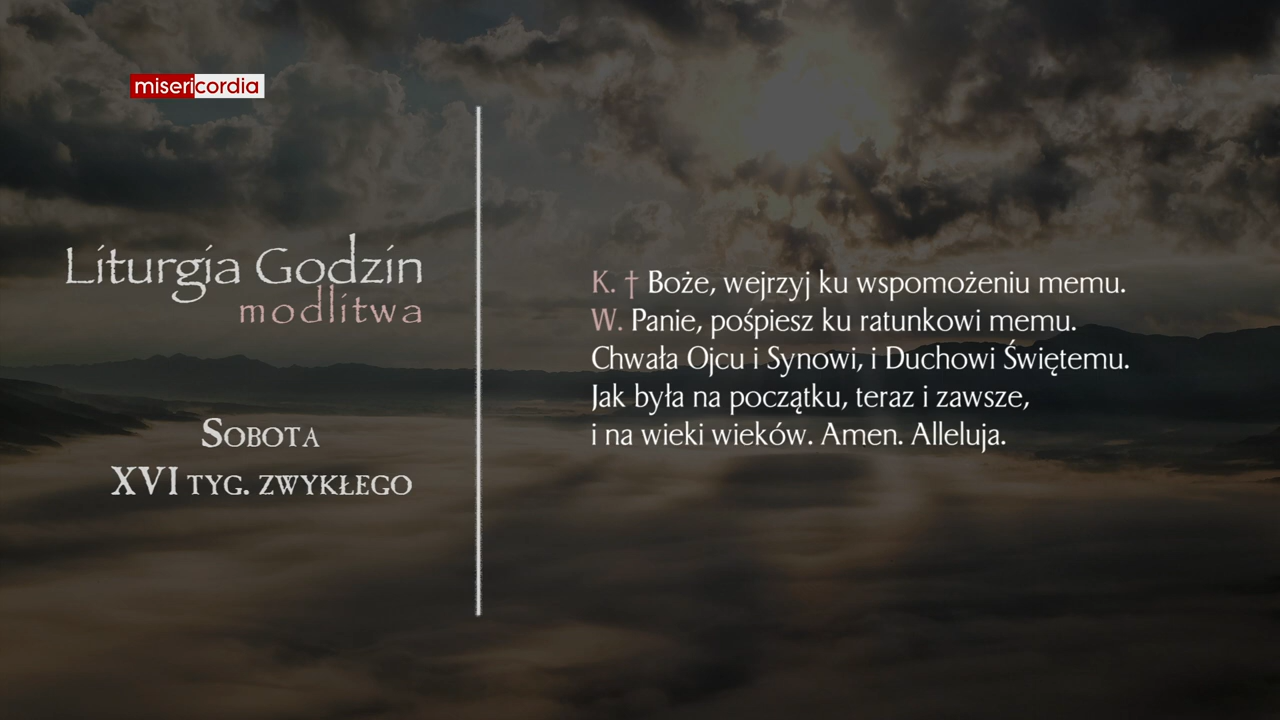 misericordia
Liturgia Godzin
modlitwa
Sobota
XVI tyg. zwykłego
K. † Boże, wejrzyj ku wspomożeniu memu.
W. Panie, pośpiesz ku ratunkowi memu.
Chwała Ojcu i Synowi, i Duchowi Świętemu.
Jak była na początku, teraz i zawsze,
i na wieki wieków. Amen. Alleluja.